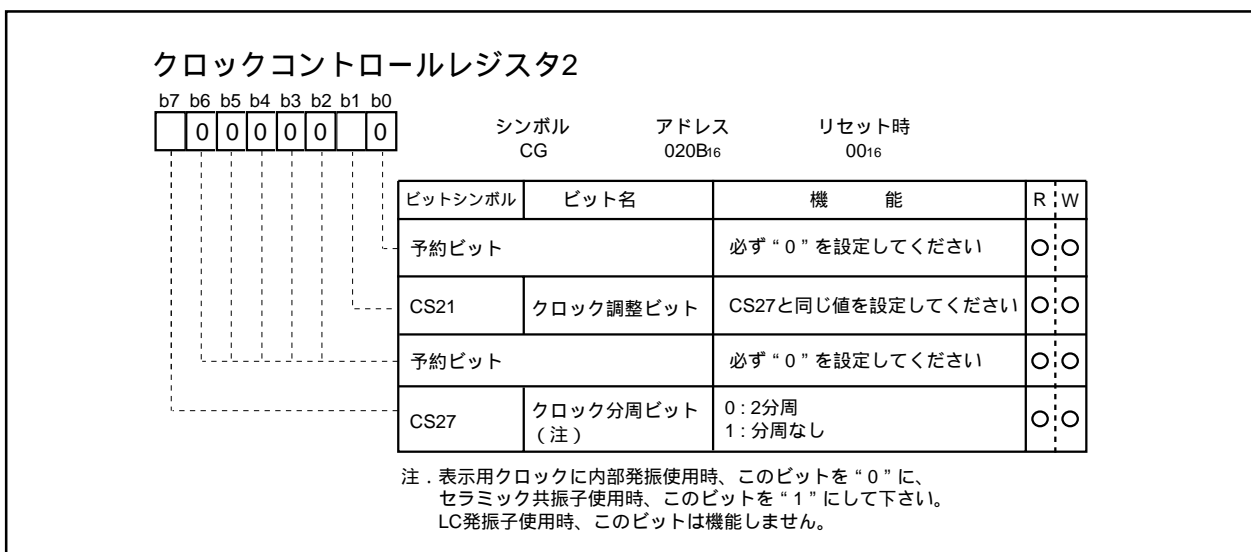 クロックコントロールレジスタ2
b7 b6 b5 b4 b3 b2 b1 b0
0 0 0 0 0 0
シンボル アドレス リセット時
CG 020B16 0016
ビットシンボル ビット名 機 能 R W
予約ビット 必ず“0”を設定してください ○ ○
CS21 クロック調整ビット CS27と同じ値を設定してください ○ ○
予約ビット 必ず“0”を設定してください ○ ○
CS27 クロック分周ビット（注） 0 : 2分周 ○ ○
1 : 分周なし
注．表示用クロックに内部発振使用時、このビットを“0”に、
セラミック共振子使用時、このビットを“1”にして下さい。
LC発振子使用時、このビットは機能しません。